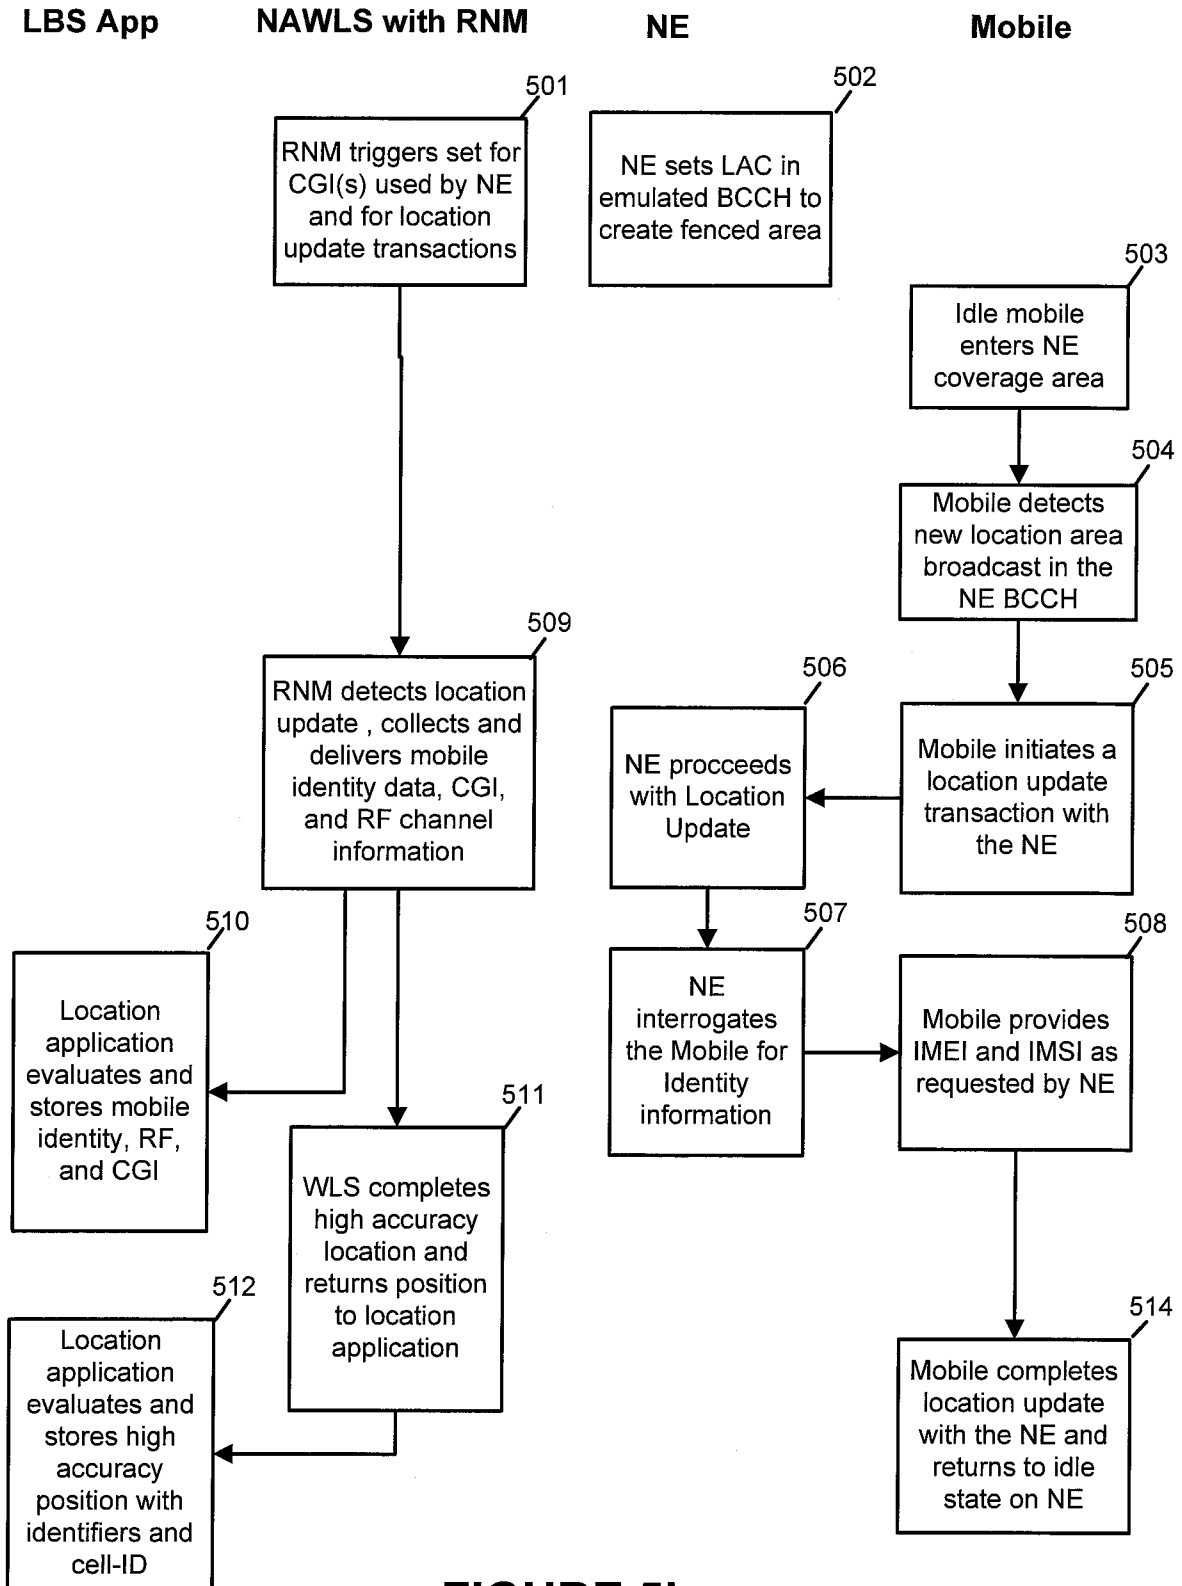 LBS App
NAWLS with RNM
NE
Mobile
501
RNM triggers set for
CGI(s) used by NE
and for location
update transactions
502
NE sets LAC in
emulated BCCH to
create fenced area
503
Idle mobile
enters NE
coverage area
504
Mobile detects
new location area
broadcast in the
NE BCCH
505
Mobile initiates a
location update
transaction with
the NE
506
NE procceeds
with Location
Update
507
NE
interrogates
the Mobile for
Identity
information
508
Mobile provides
IMEI and IMSI as
requested by NE
509
RNM detects location
update , collects and
delivers mobile
identity data, CGI,
and RF channel
information
510
Location
application
evaluates and
stores mobile
identity, RF,
and CGI
511
WLS completes
high accuracy
location and
returns position
to location
application
512
Location
application
evaluates and
stores high
accuracy
position with
identifiers and
cell-ID
514
Mobile completes
location update
with the NE and
returns to idle
state on NE
FIGURE